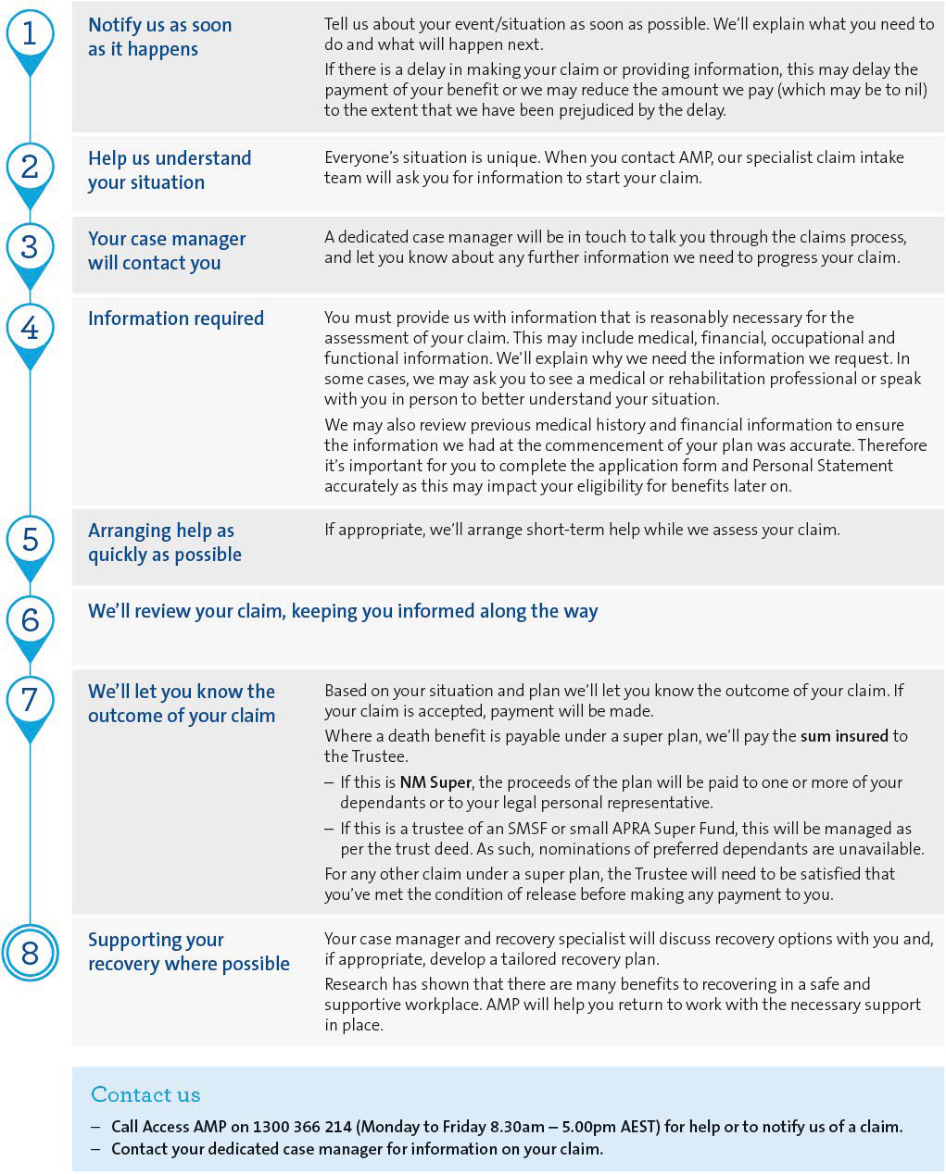 1
Notify us as soon
as it happens
Tell us about your event/situation as soon as possible. We'll explain what you need to
do and what will happen next.
If there is a delay in making your claim or providing information, this may delay the
payment of your benefit or we may reduce the amount we pay (which may be to nil)
to the extent that we have been prejudiced by the delay.
2
Help us understand
your situation
Everyone's situation is unique. When you contact AMP, our specialist claim intake
team will ask you for information to start your claim.
3
Your case manager
will contact you
A dedicated case manager will be in touch to talk you through the claims process,
and let you know about any further information we need to progress your claim.
4
Information required
You must provide us with information that is reasonably necessary for the
assessment of your claim. This may include medical, financial, occupational and
functional information. We'll explain why we need the information we request. In
some cases, we may ask you to see a medical or rehabilitation professional or speak
with you in person to better understand your situation.
We may also review previous medical history and financial information to ensure
the information we had at the commencement of your plan was accurate. Therefore
it's important for you to complete the application form and Personal Statement
accurately as this may impact your eligibility for benefits later on.
5
Arranging help as
quickly as possible
If appropriate, we'll arrange short-term help while we assess your claim.
6
We'll review your claim, keeping you informed along the way
7
We'll let you know the
outcome of your claim
Based on your situation and plan we'll let you know the outcome of your claim. If
your claim is accepted, payment will be made.
Where a death benefit is payable under a super plan, we'll pay the sum insured to
the Trustee.
– If this is NM Super, the proceeds of the plan will be paid to one or more of your
dependants or to your legal personal representative.
– If this is a trustee of an SMSF or small APRA Super Fund, this will be managed as
per the trust deed. As such, nominations of preferred dependants are unavailable.
For any other claim under a super plan, the Trustee will need to be satisfied that
you've met the condition of release before making any payment to you.
8
Supporting your
recovery where possible
Your case manager and recovery specialist will discuss recovery options with you and,
if appropriate, develop a tailored recovery plan.
Research has shown that there are many benefits to recovering in a safe and
supportive workplace. AMP will help you return to work with the necessary support
in place.
Contact us
– Call Access AMP on 1300 366 214 (Monday to Friday 8.30am – 5.00pm AEST) for help or to notify us of a claim.
– Contact your dedicated case manager for information on your claim.